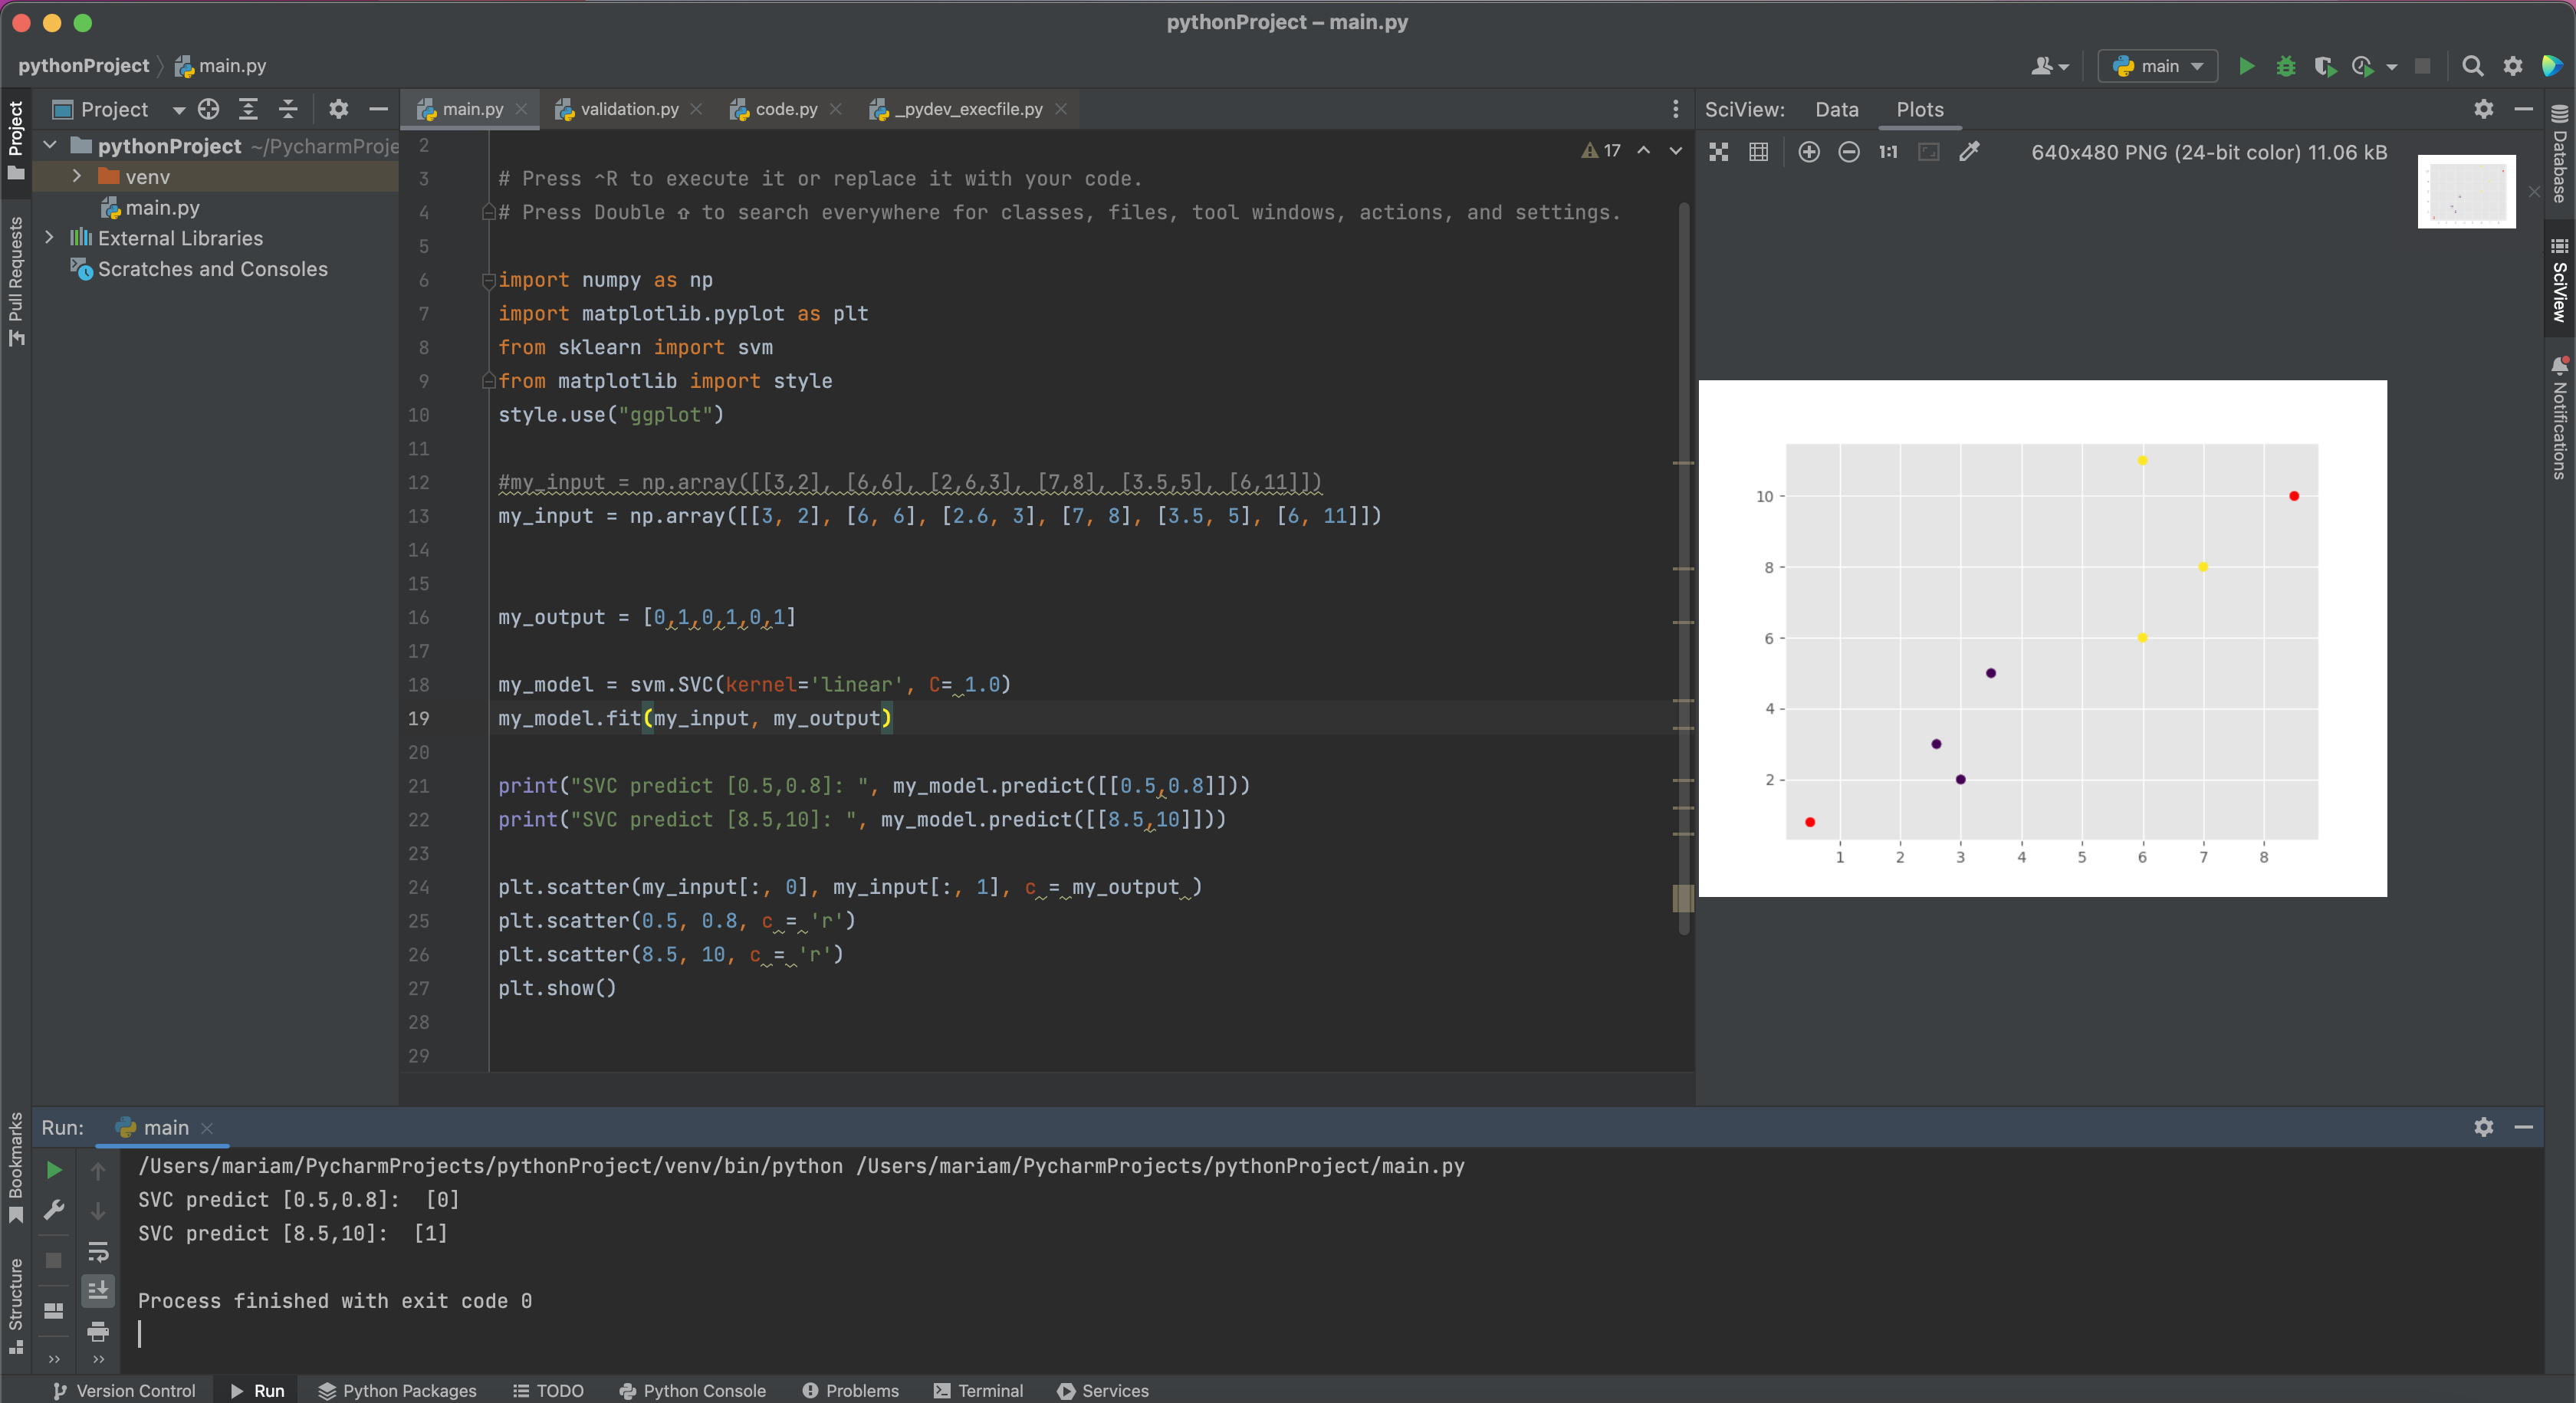 pythonProject – main.py
pythonProject main.py
main
Project
main.py validation.py code.py _pydev_execfile.py
SciView: Data Plots
Project
Pull Requests
Bookmarks
Structure
pythonProject ~/PycharmProje
venv
main.py
External Libraries
Scratches and Consoles
17
2
3 # Press ^R to execute it or replace it with your code.
4 # Press Double ⇧ to search everywhere for classes, files, tool windows, actions, and settings.
5
6 import numpy as np
7 import matplotlib.pyplot as plt
8 from sklearn import svm
9 from matplotlib import style
10 style.use("ggplot")
11
12 #my_input = np.array([[3,2], [6,6], [2,6,3], [7,8], [3.5,5], [6,11]])
13 my_input = np.array([[3, 2], [6, 6], [2.6, 3], [7, 8], [3.5, 5], [6, 11]])
14
15
16 my_output = [0,1,0,1,0,1]
17
18 my_model = svm.SVC(kernel='linear', C= 1.0)
19 my_model.fit(my_input, my_output)
20
21 print("SVC predict [0.5,0.8]: ", my_model.predict([[0.5,0.8]]))
22 print("SVC predict [8.5,10]: ", my_model.predict([[8.5,10]]))
23
24 plt.scatter(my_input[:, 0], my_input[:, 1], c = my_output )
25 plt.scatter(0.5, 0.8, c = 'r')
26 plt.scatter(8.5, 10, c = 'r')
27 plt.show()
28
29
1:1 640x480 PNG (24-bit color) 11.06 kB
10
8
6
4
2
1 2 3 4 5 6 7 8
Database
SciView
Notifications
Run: main
/Users/mariam/PycharmProjects/pythonProject/venv/bin/python /Users/mariam/PycharmProjects/pythonProject/main.py
SVC predict [0.5,0.8]:  [0]
SVC predict [8.5,10]:  [1]
Process finished with exit code 0
Version Control Run Python Packages TODO Python Console Problems Terminal Services